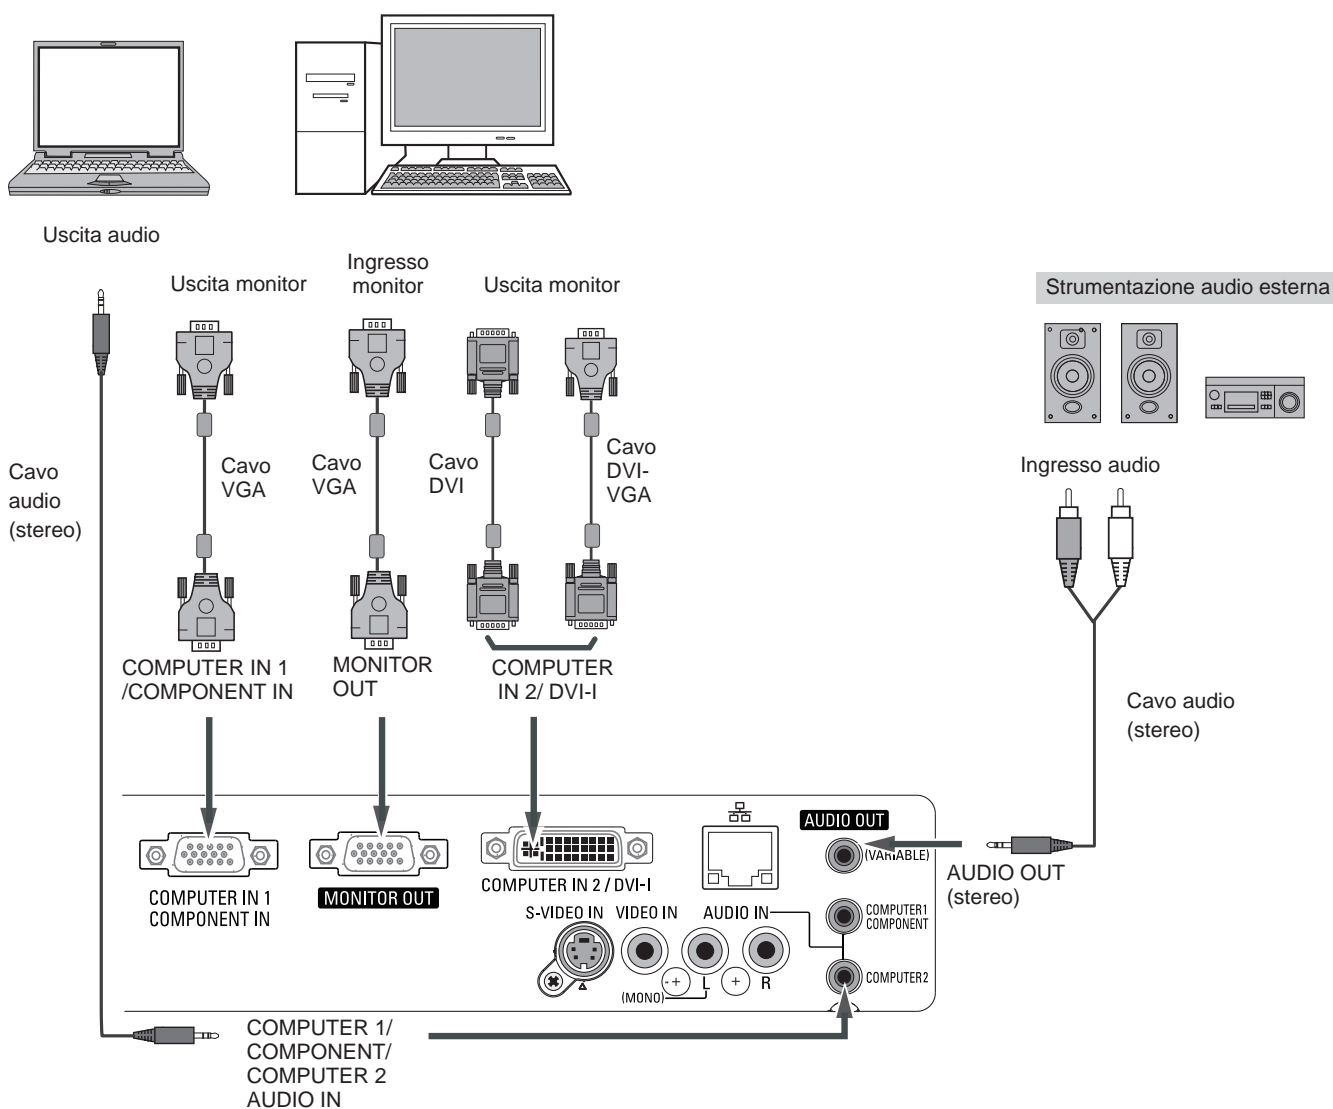 Uscita audio
Uscita monitor
Ingresso
monitor
Uscita monitor
Strumentazione audio esterna
Cavo
audio
(stereo)
Cavo
VGA
Cavo
VGA
Cavo
DVI
Cavo
DVI-
VGA
Ingresso audio
COMPUTER IN 1
/COMPONENT IN
MONITOR
OUT
COMPUTER
IN 2/ DVI-I
Cavo audio
(stereo)
AUDIO OUT
(VARIABLE)
AUDIO OUT
(stereo)
COMPUTER IN 1
COMPONENT IN
MONITOR OUT
COMPUTER IN 2 / DVI-I
S-VIDEO IN
VIDEO IN
AUDIO IN
COMPUTER1
COMPONENT
COMPUTER2
(MONO)
L
R
COMPUTER 1/
COMPONENT/
COMPUTER 2
AUDIO IN